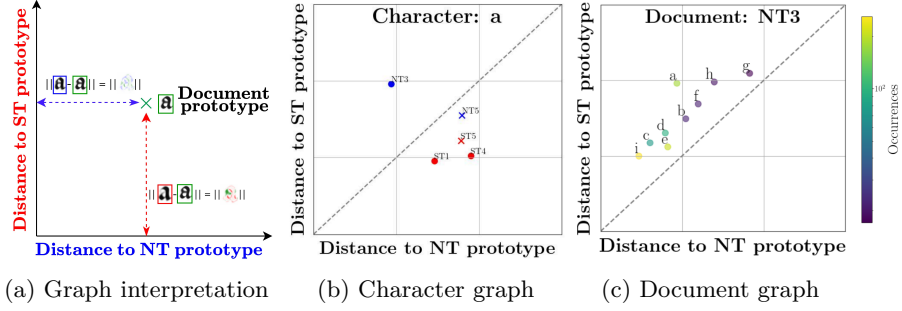 Distance to ST prototype
||a-a|| = || ||
Document
prototype
a
||a-a|| = || ||
Distance to NT prototype
(a) Graph interpretation
Character: a
Distance to ST prototype
NT3
NT5
ST5
ST1
ST4
Distance to NT prototype
(b) Character graph
Document: NT3
Distance to ST prototype
g
h
a
f
b
d
c
e
i
Distance to NT prototype
10²
Occurrences
(c) Document graph